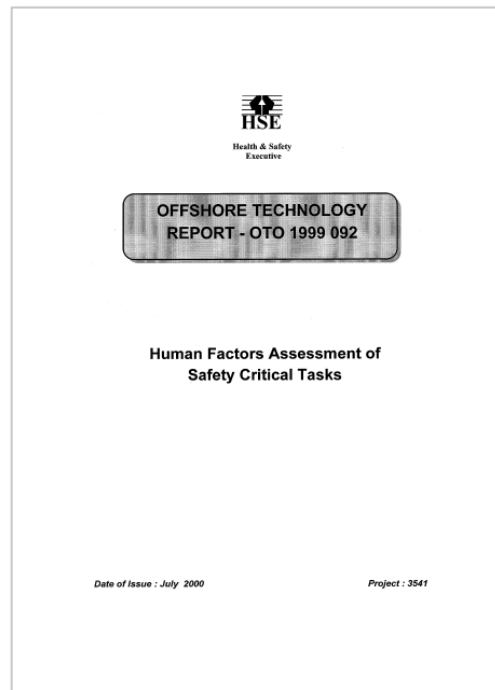 HSE
Health & Safety
Executive
OFFSHORE TECHNOLOGY
REPORT - OTO 1999 092
Human Factors Assessment of
Safety Critical Tasks
Date of Issue : July 2000
Project : 3541